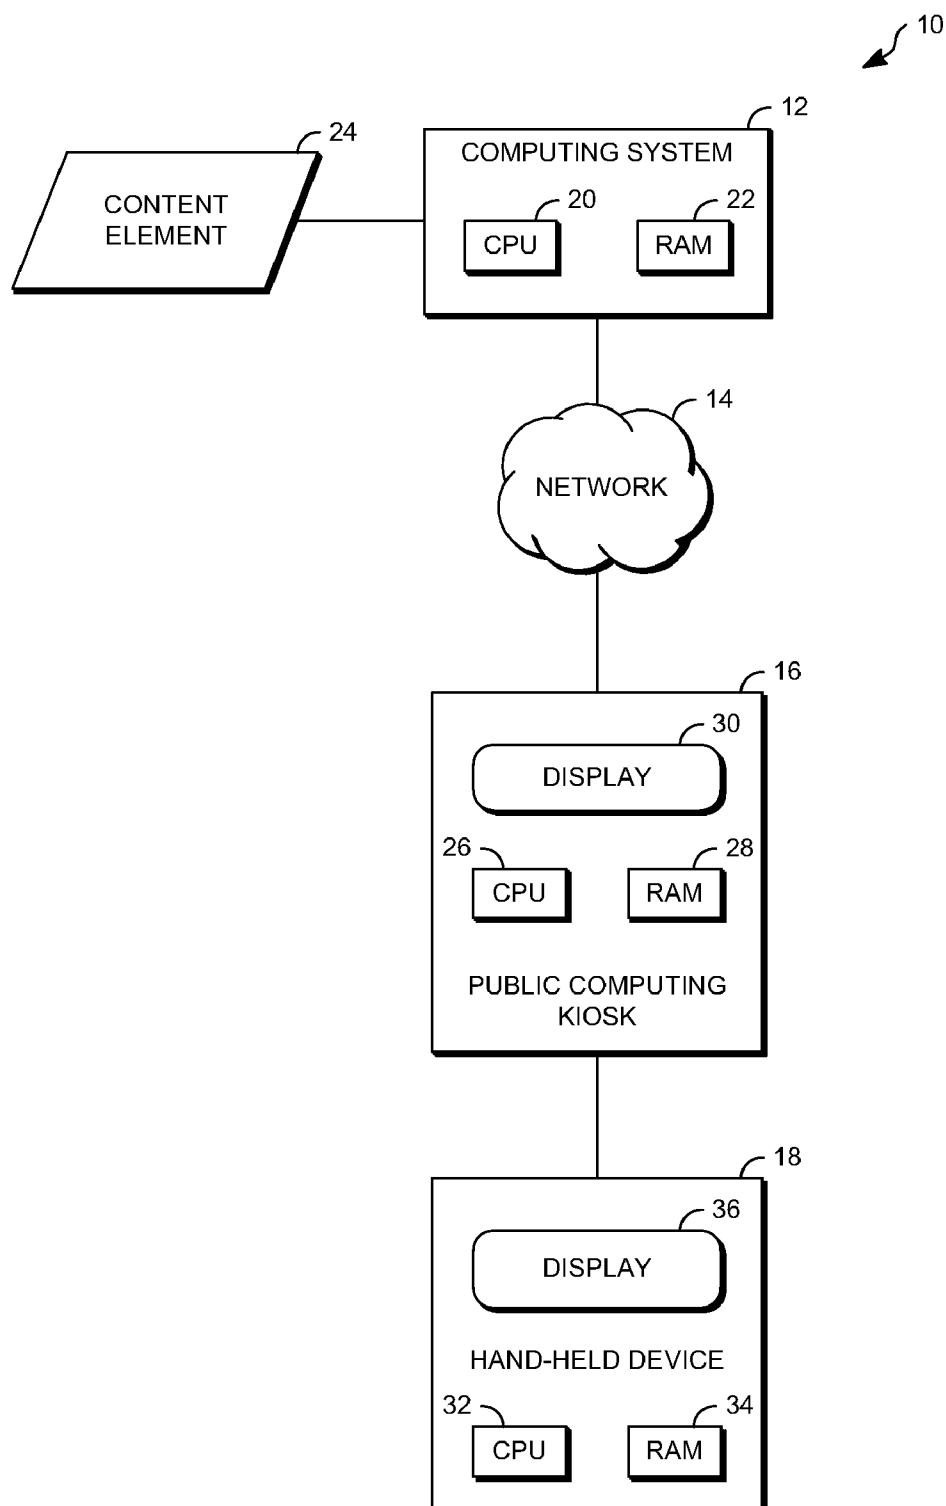 10
12
24
COMPUTING SYSTEM
CONTENT
ELEMENT
20
22
CPU
RAM
14
NETWORK
16
30
DISPLAY
26
28
CPU
RAM
PUBLIC COMPUTING
KIOSK
18
36
DISPLAY
HAND-HELD DEVICE
32
34
CPU
RAM